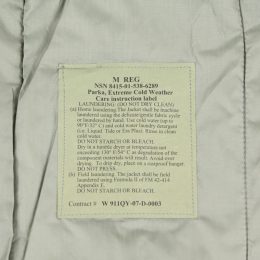 M REG
NSN 8415-01-538-6289
Parka, Extreme Cold Weather
Care instruction label
LAUNDERING: (DO NOT DRY CLEAN)
(a) Home laundering The Jacket shall be machine
laundered using the delicate/gentle fabric cycle
or laundered by hand. Use cold water (up to
90°F/32° C) and cold water laundry detergent
(i.e. Liquid, Tide or Era Plus). Rinse in clean
cold water.
DO NOT STARCH OR BLEACH.
Dry in a tumble dryer at temperature not
exceeding 130° F/54° C as degradation of the
component materials will result. Avoid over-
drying. To drip dry, place on a rustproof hanger.
DO NOT PRESS.
(b) Field laundering. The jacket shall be field
laundered using Formula II of FM 42-414
Appendix E.
DO NOT STARCH OR BLEACH
Contract # W 911QY-07-D-0003